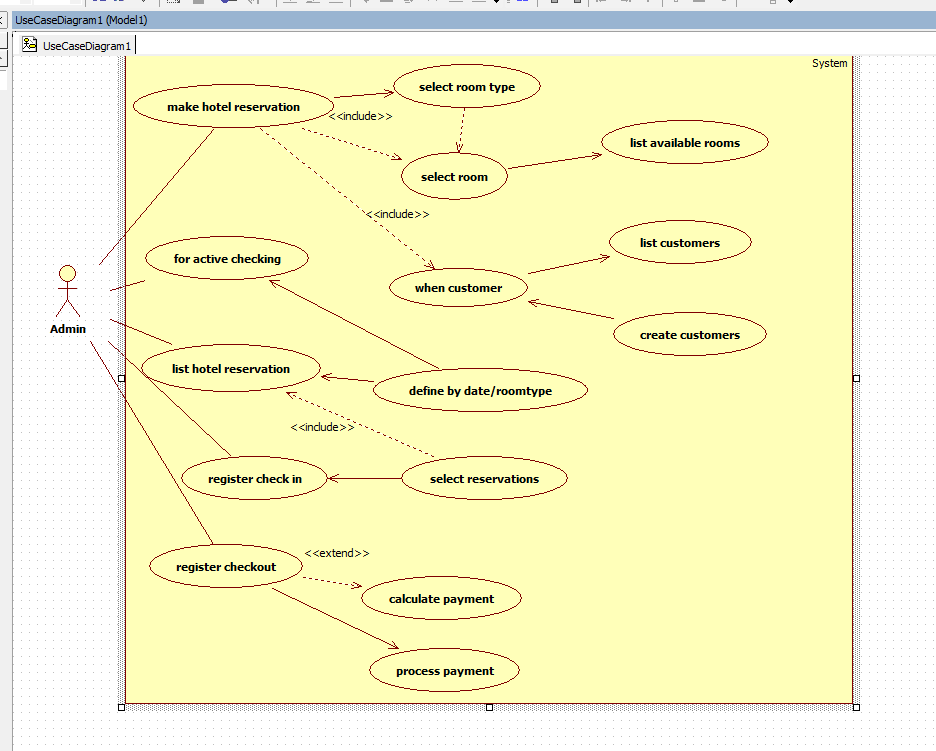 UseCaseDiagram1 (Model1)
UseCaseDiagram1
System
select room type
make hotel reservation
<<include>>
list available rooms
select room
<<include>>
list customers
for active checking
when customer
Admin
create customers
list hotel reservation
define by date/roomtype
<<include>>
register check in
select reservations
<<extend>>
register checkout
calculate payment
process payment